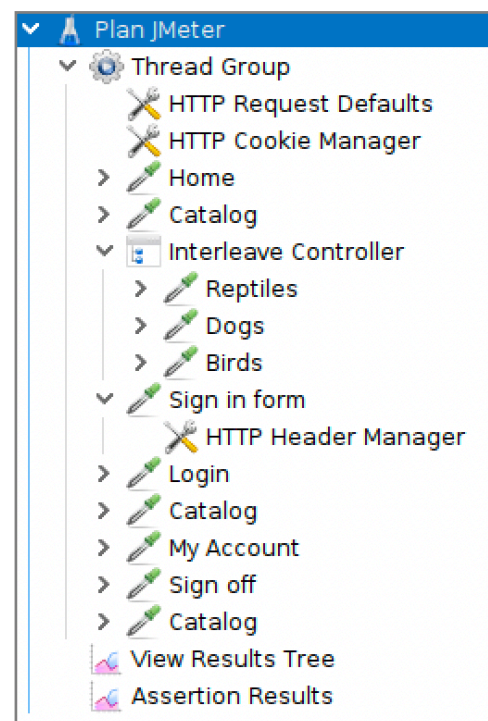 Plan JMeter
Thread Group
HTTP Request Defaults
HTTP Cookie Manager
Home
Catalog
Interleave Controller
Reptiles
Dogs
Birds
Sign in form
HTTP Header Manager
Login
Catalog
My Account
Sign off
Catalog
View Results Tree
Assertion Results